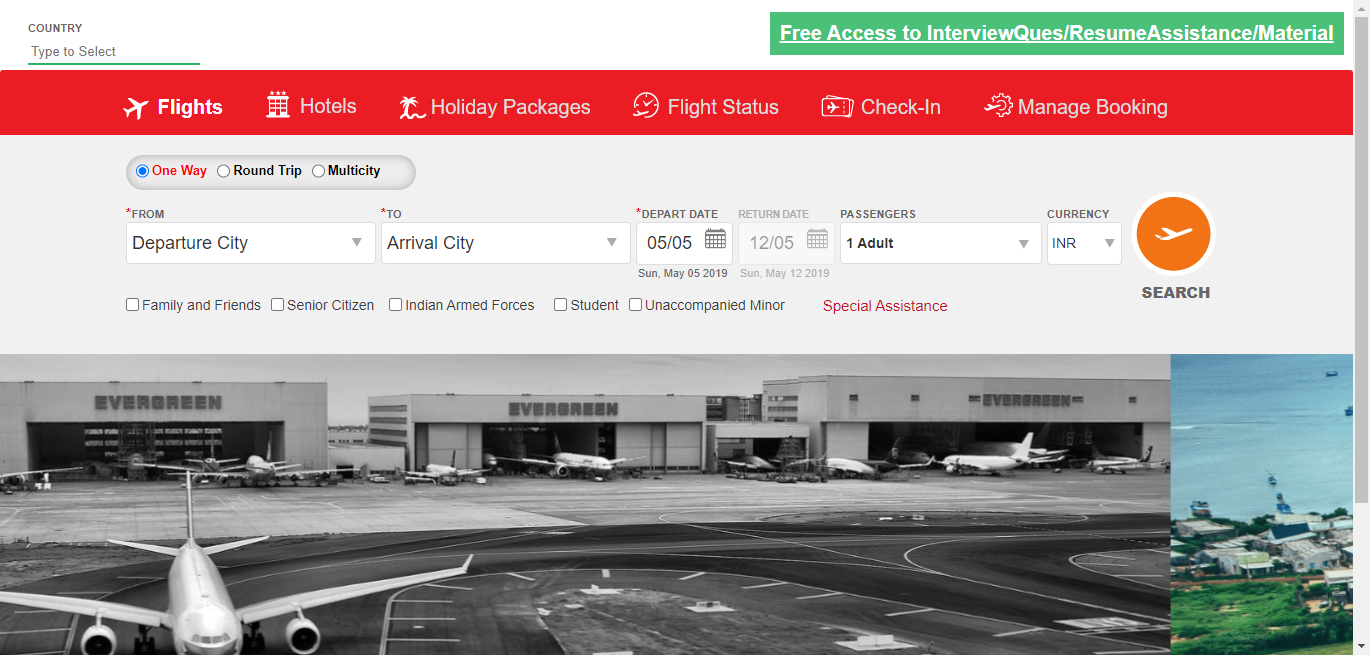 COUNTRY
Type to Select
Free Access to InterviewQues/ResumeAssistance/Material
Flights Hotels Holiday Packages Flight Status Check-In Manage Booking
One Way Round Trip Multicity
*FROM *TO *DEPART DATE RETURN DATE PASSENGERS CURRENCY
Departure City Arrival City 05/05 12/05 1 Adult INR
Sun, May 05 2019 Sun, May 12 2019
SEARCH
Family and Friends Senior Citizen Indian Armed Forces Student Unaccompanied Minor Special Assistance
EVERGREEN EVERGREEN EVERGREEN